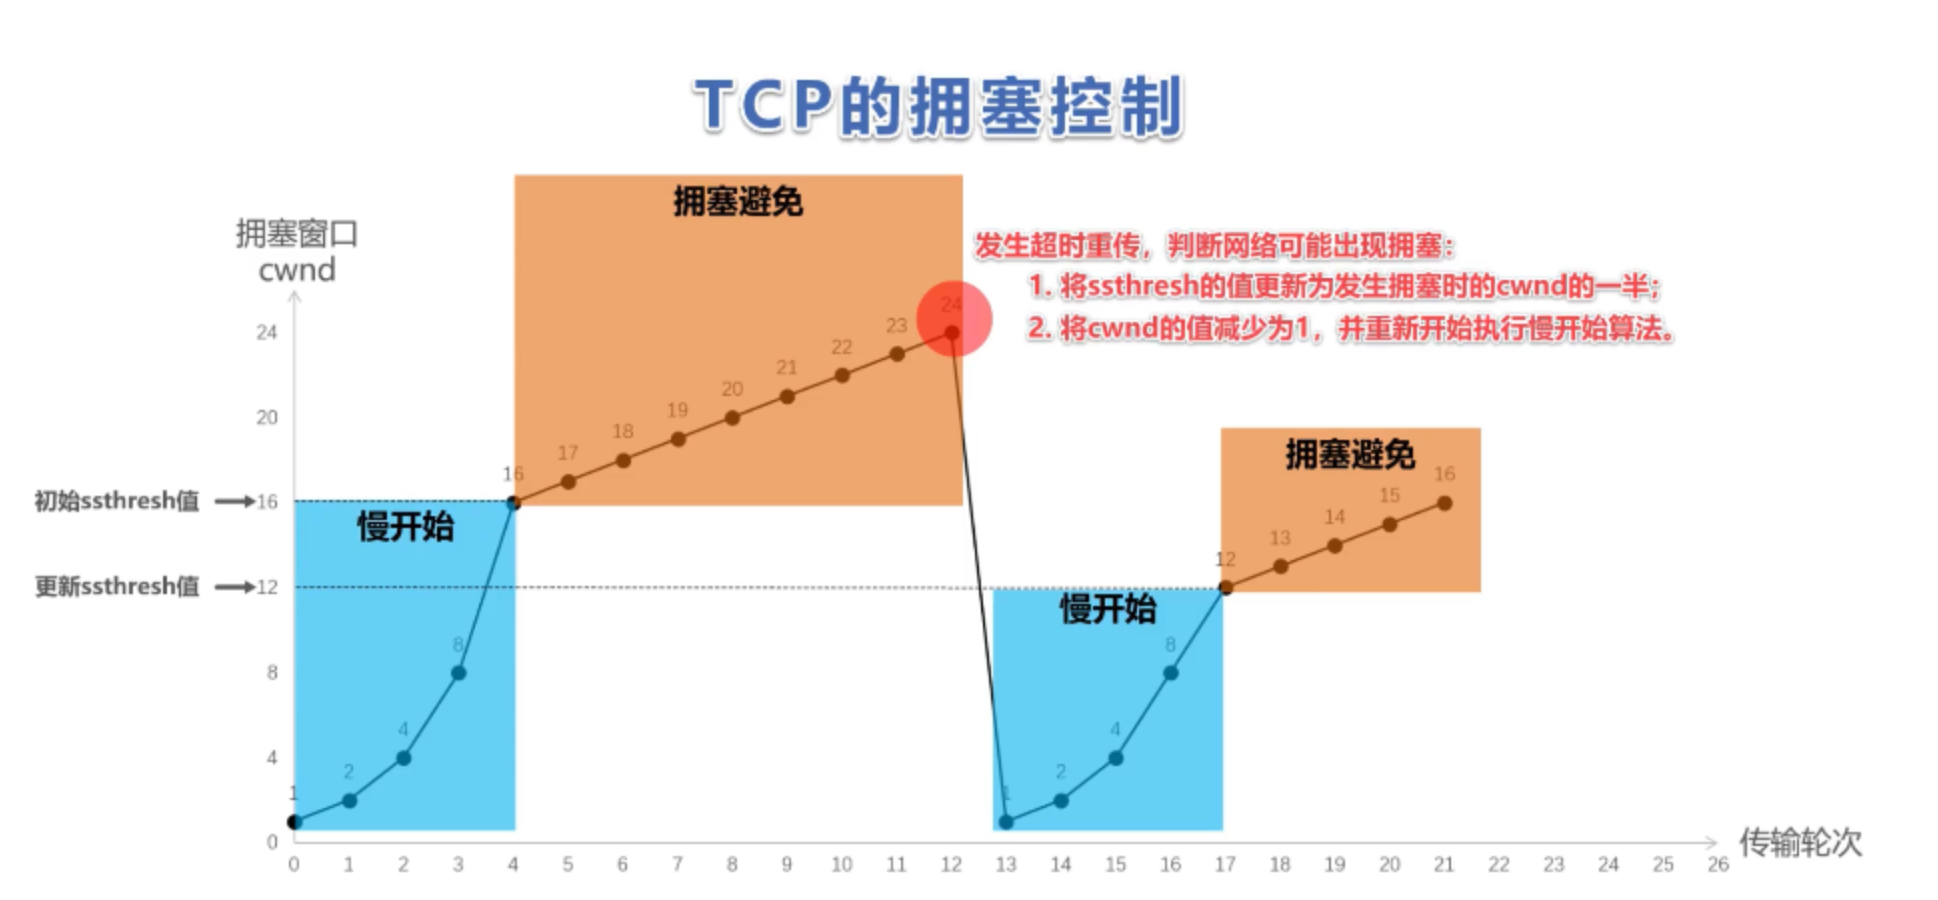 TCP的拥塞控制
拥塞避免
拥塞窗口
cwnd
发生超时重传，判断网络可能出现拥塞：
1. 将ssthresh的值更新为发生拥塞时的cwnd的一半；
2. 将cwnd的值减少为1，并重新开始执行慢开始算法。
24
24
23
22
21
20
19
18
17
16
20
初始ssthresh值
16
慢开始
拥塞避免
16
15
14
13
12
更新ssthresh值
12
慢开始
8
8
8
4
4
4
2
2
1
1
0
0 1 2 3 4 5 6 7 8 9 10 11 12 13 14 15 16 17 18 19 20 21 22 23 24 25 26
传输轮次